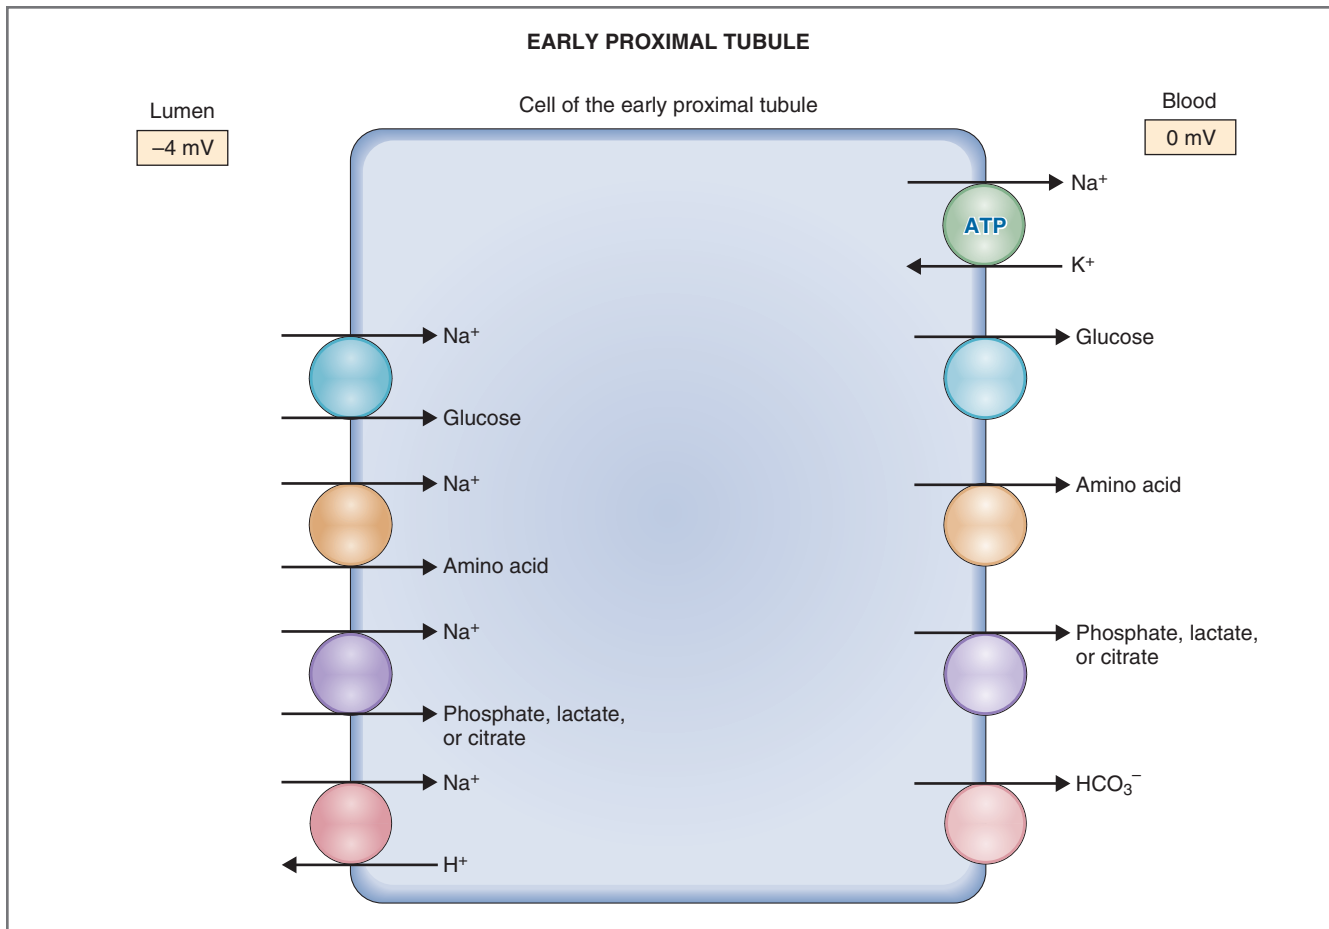 EARLY PROXIMAL TUBULE
Lumen
–4 mV
Cell of the early proximal tubule
Blood
0 mV
Na⁺
ATP
K⁺
Na⁺
Glucose
Glucose
Na⁺
Amino acid
Amino acid
Na⁺
Phosphate, lactate,
or citrate
Phosphate, lactate,
or citrate
Na⁺
HCO₃⁻
H⁺